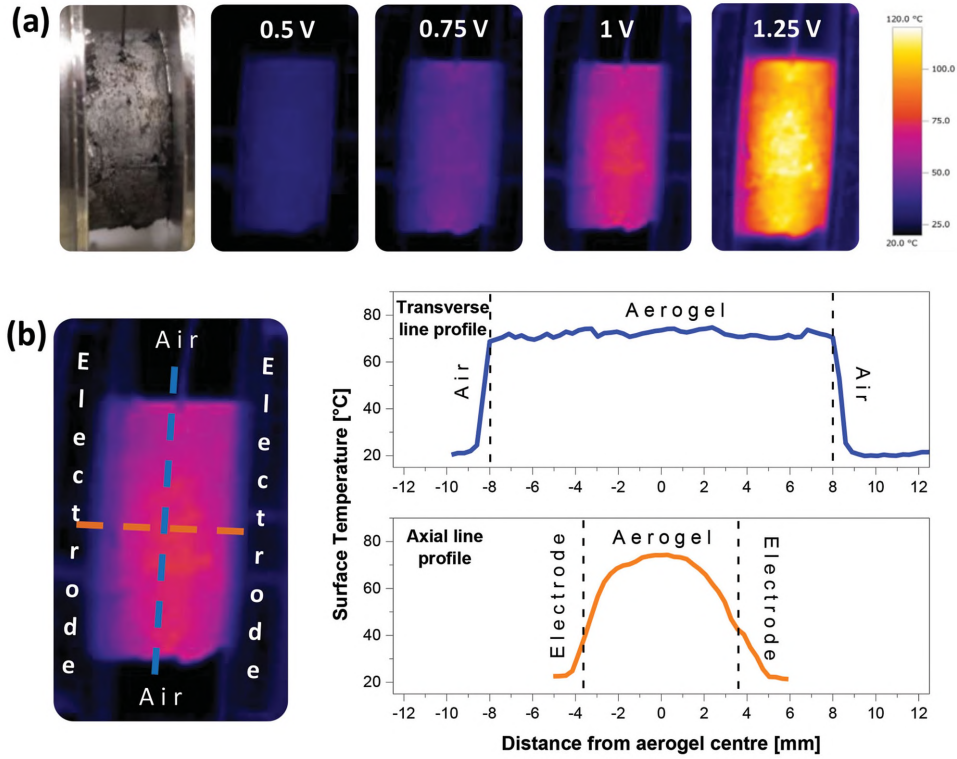 (a)
0.5 V
0.75 V
1 V
1.25 V
120.0 °C
100.0
75.0
50.0
25.0
20.0 °C
(b)
Air
Electrode
Electrode
Air
Surface Temperature [°C]
Transverse
line profile
Aerogel
Air
Air
80
60
40
20
-12 -10 -8 -6 -4 -2 0 2 4 6 8 10 12
Axial line
profile
Aerogel
Electrode
Electrode
80
60
40
20
-12 -10 -8 -6 -4 -2 0 2 4 6 8 10 12
Distance from aerogel centre [mm]